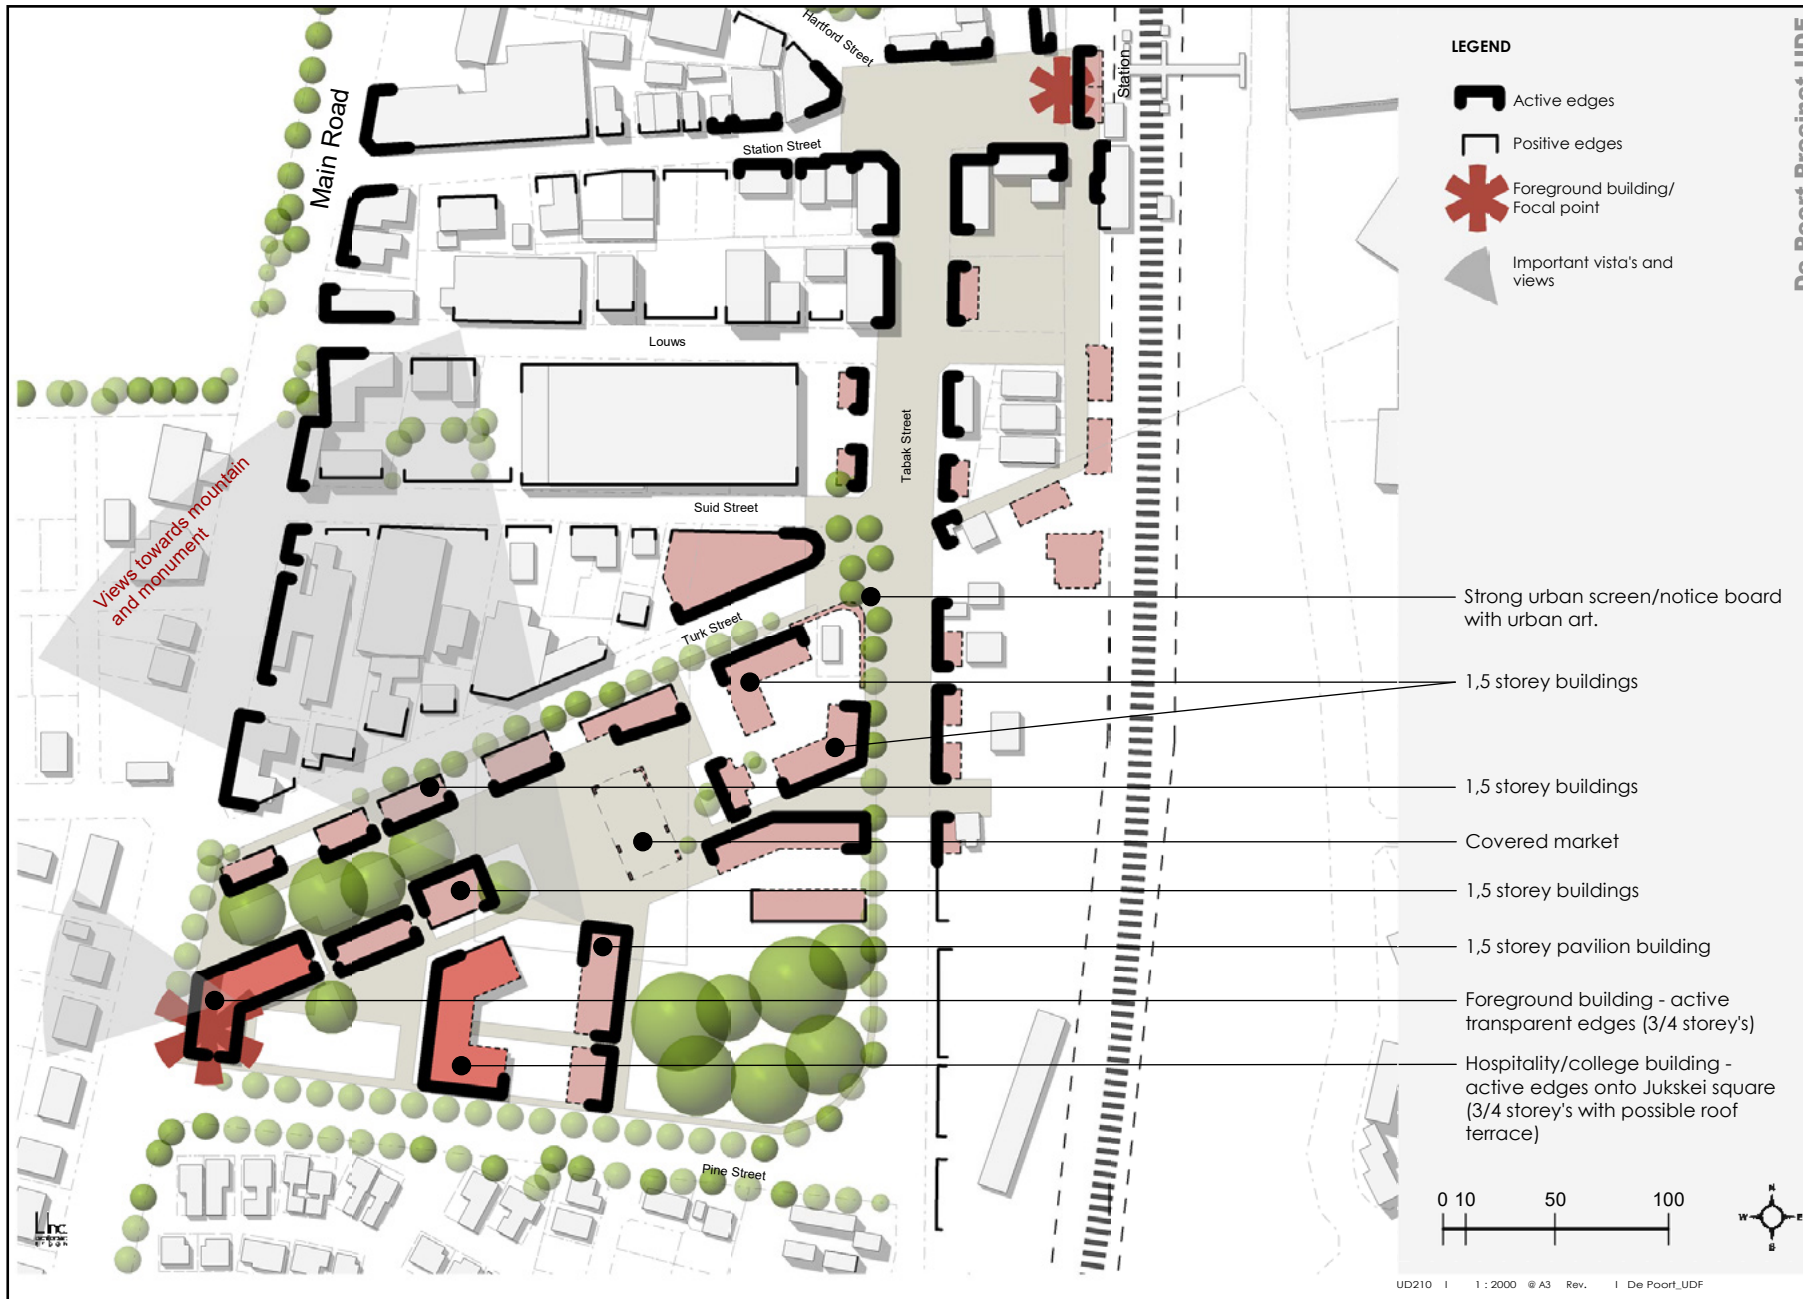 De Poort Precinct UDF
LEGEND
Active edges
Positive edges
Foreground building/
Focal point
Important vista's and
views
Hartford Street
Station
Main Road
Station Street
Louws
Tabak Street
Suid Street
Views towards mountain
and monument
Turk Street
Pine Street
Strong urban screen/notice board
with urban art.
1,5 storey buildings
1,5 storey buildings
Covered market
1,5 storey buildings
1,5 storey pavilion building
Foreground building - active
transparent edges (3/4 storey's)
Hospitality/college building -
active edges onto Jukskei square
(3/4 storey's with possible roof
terrace)
0 10 50 100
N
W E
S
UD210 I 1 : 2000 @ A3 Rev. I De Poort_UDF